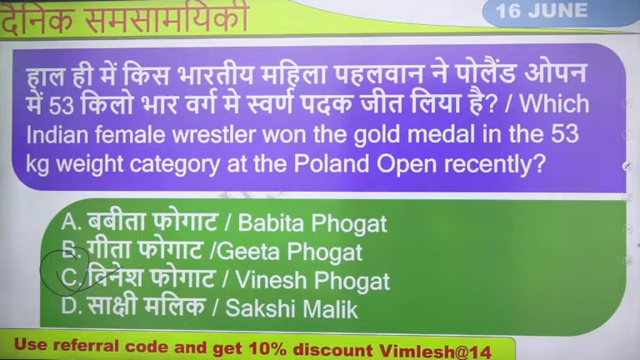 दैनिक समसामयिकी
16 JUNE
हाल ही में किस भारतीय महिला पहलवान ने पोलैंड ओपन
में 53 किलो भार वर्ग मे स्वर्ण पदक जीत लिया है? / Which
Indian female wrestler won the gold medal in the 53
kg weight category at the Poland Open recently?
A. बबीता फोगाट / Babita Phogat
B. गीता फोगाट /Geeta Phogat
C. विनेश फोगाट / Vinesh Phogat
D. साक्षी मलिक / Sakshi Malik
Use referral code and get 10% discount Vimlesh@14